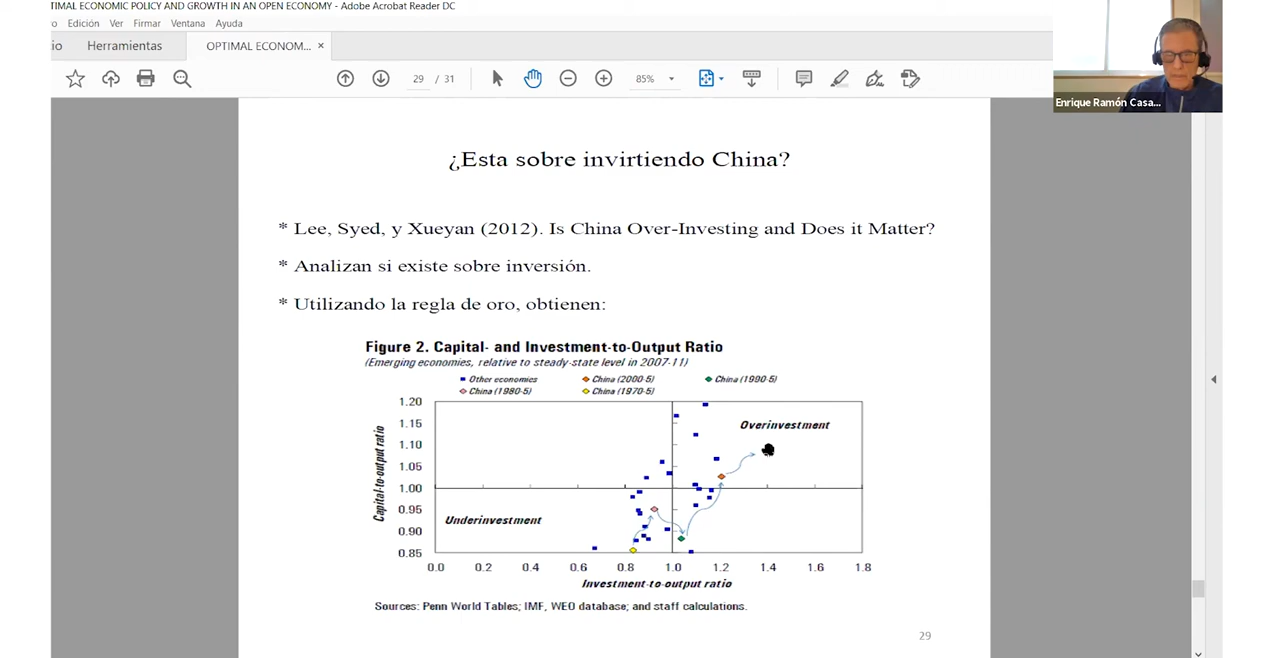 TIMAL ECONOMIC POLICY AND GROWTH IN AN OPEN ECONOMY - Adobe Acrobat Reader DC
Edición Ver Firmar Ventana Ayuda
io Herramientas OPTIMAL ECONOM... ×
29 / 31 85%
Enrique Ramón Casa...
¿Esta sobre invirtiendo China?
* Lee, Syed, y Xueyan (2012). Is China Over-Investing and Does it Matter?
* Analizan si existe sobre inversión.
* Utilizando la regla de oro, obtienen:
Figure 2. Capital- and Investment-to-Output Ratio
(Emerging economies, relative to steady-state level in 2007-11)
Other economies China (2000-5) China (1990-5)
China (1980-5) China (1970-5)
Capital-to-output ratio
1.20
1.15
1.10
1.05
1.00
0.95
0.90
0.85
Overinvestment
Underinvestment
0.0 0.2 0.4 0.6 0.8 1.0 1.2 1.4 1.6 1.8
Investment-to-output ratio
Sources: Penn World Tables; IMF, WEO database; and staff calculations.
29